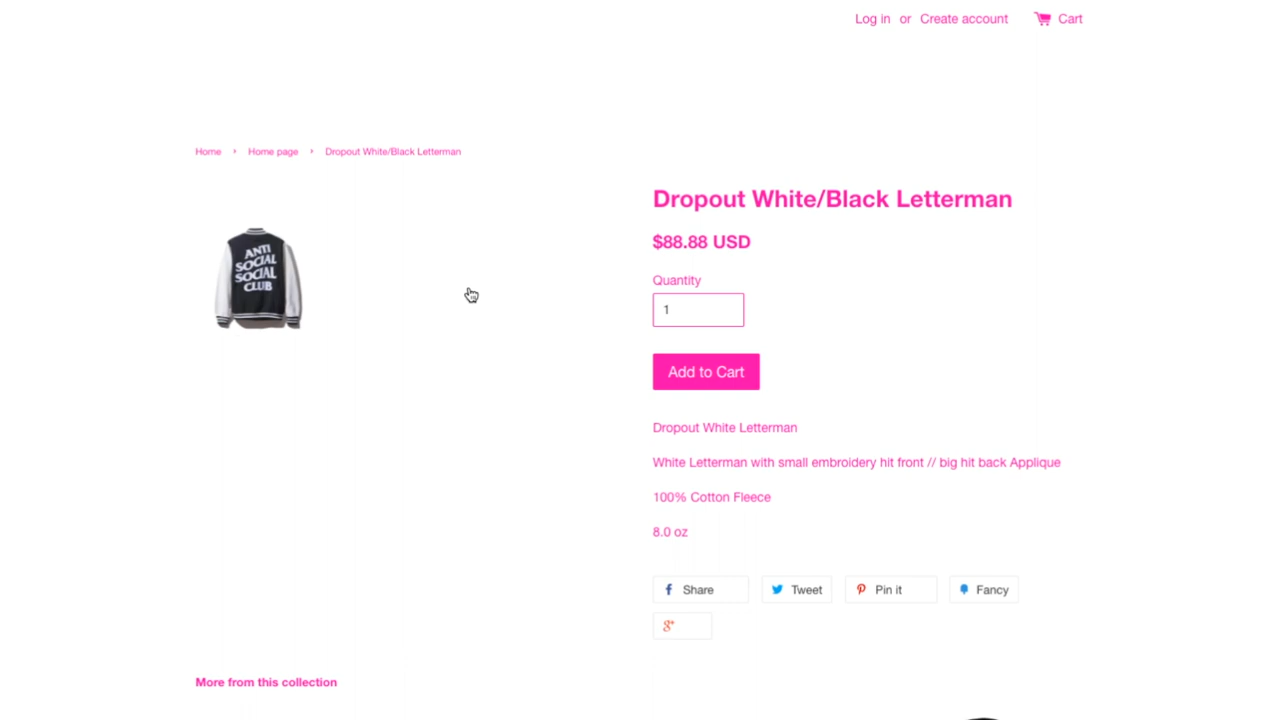 Log in or Create account Cart
Home › Home page › Dropout White/Black Letterman
Dropout White/Black Letterman
$88.88 USD
Quantity
1
ANTI
SOCIAL
SOCIAL
CLUB
Add to Cart
Dropout White Letterman
White Letterman with small embroidery hit front // big hit back Applique
100% Cotton Fleece
8.0 oz
Share Tweet Pin it Fancy
g+
More from this collection